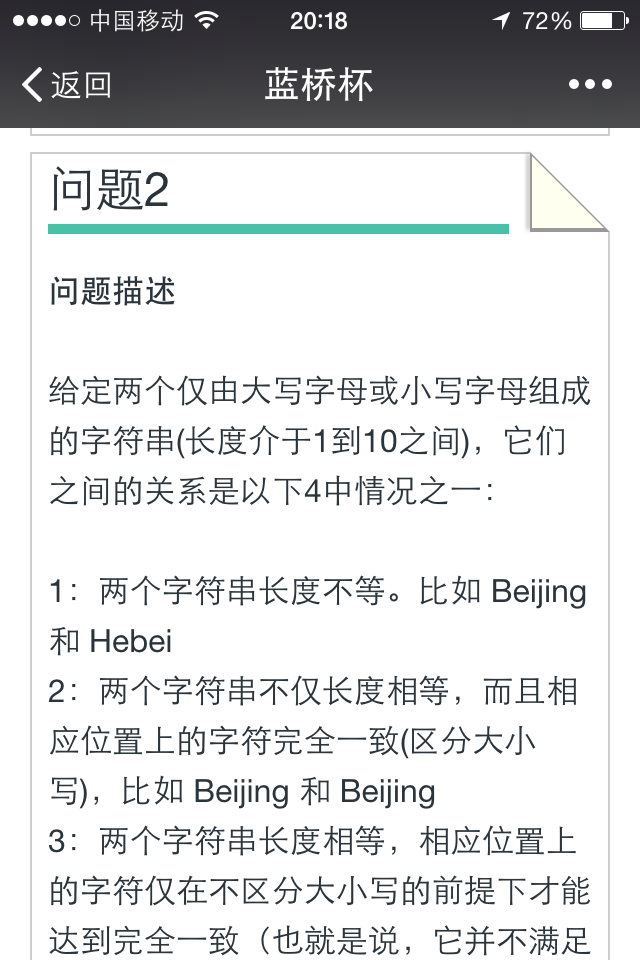 中国移动 20:18 72%
返回 蓝桥杯
问题2
问题描述
给定两个仅由大写字母或小写字母组成
的字符串(长度介于1到10之间)，它们
之间的关系是以下4中情况之一：
1：两个字符串长度不等。比如 Beijing
和 Hebei
2：两个字符串不仅长度相等，而且相
应位置上的字符完全一致(区分大小
写)，比如 Beijing 和 Beijing
3：两个字符串长度相等，相应位置上
的字符仅在不区分大小写的前提下才能
达到完全一致（也就是说，它并不满足